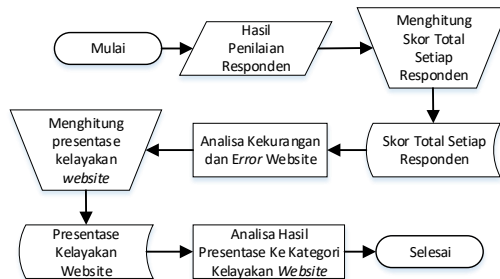 Mulai
Hasil
Penilaian
Responden
Menghitung
Skor Total
Setiap
Responden
Skor Total Setiap
Responden
Analisa Kekurangan
dan Error Website
Menghitung
presentase
kelayakan
website
Presentase
Kelayakan
Website
Analisa Hasil
Presentase Ke Kategori
Kelayakan Website
Selesai